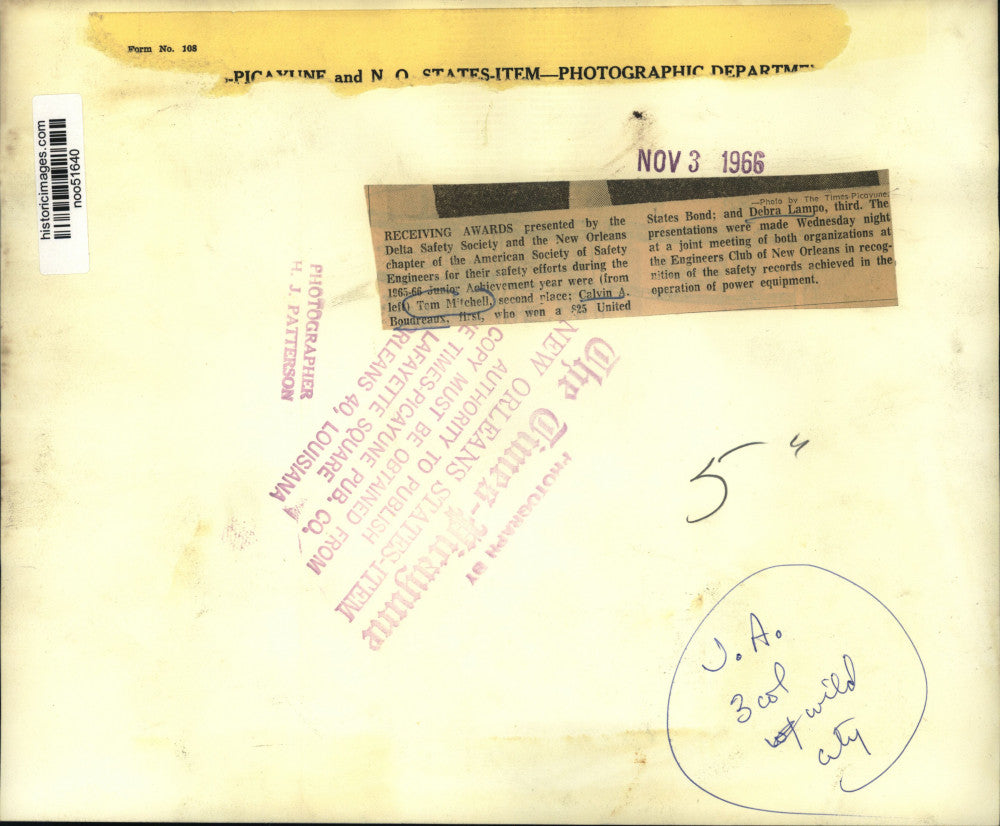 Form No. 108
-PICAYUNE and N. O. STATES-ITEM—PHOTOGRAPHIC DEPARTM
historicimages.com
noo51640
NOV 3 1966
RECEIVING AWARDS presented by the
Delta Safety Society and the New Orleans
chapter of the American Society of Safety
Engineers for their safety efforts during the
1965-66 Junior Achievement year were (from
left) Tom Mitchell, second place; Calvin A.
Boudreaux, first, who won a $25 United
—Photo by The Times-Picayune.
States Bond; and Debra Lampo, third. The
presentations were made Wednesday night
at a joint meeting of both organizations at
the Engineers Club of New Orleans in recog-
nition of the safety records achieved in the
operation of power equipment.
PHOTOGRAPHER
H. J. PATTERSON
PHOTOGRAPH BY
The Times-Picayune
NEW ORLEANS STATES-ITEM
AUTHORITY TO PUBLISH
COPY MUST BE OBTAINED FROM
E TIMES-PICAYUNE PUB. CO.
LAFAYETTE SQUARE
ORLEANS 40, LOUISIANA
5"
J. A.
3 col
wild
city